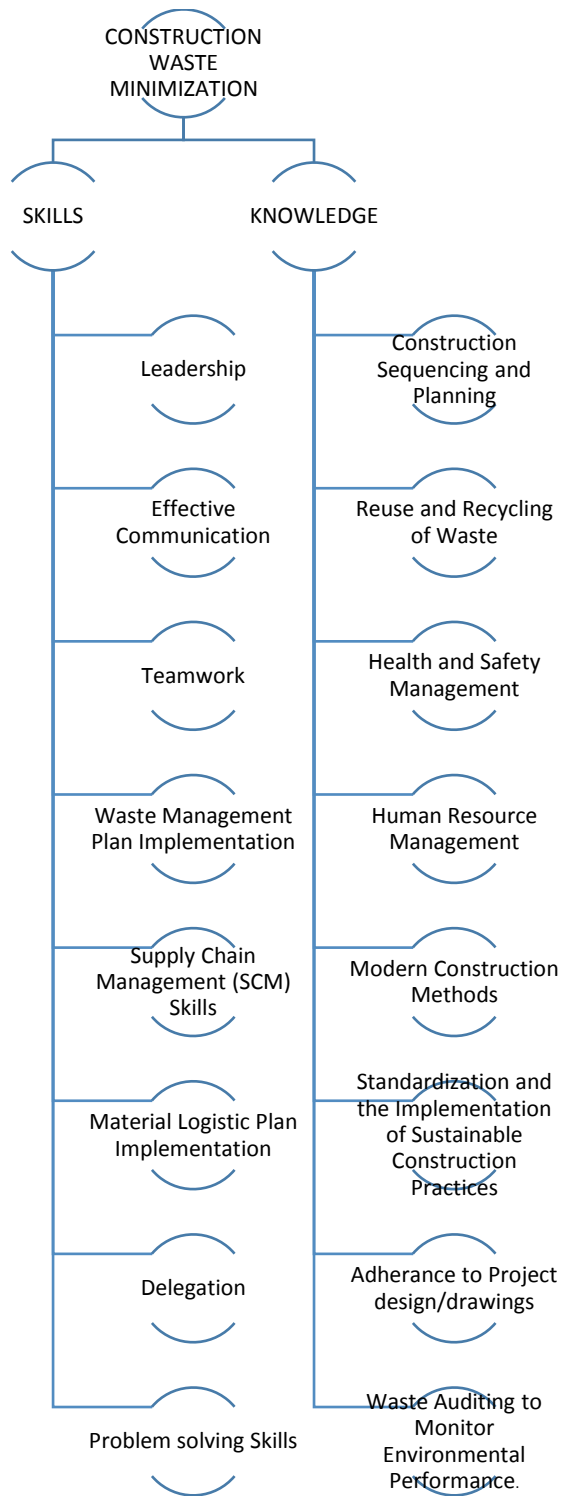 CONSTRUCTION
WASTE
MINIMIZATION
SKILLS
KNOWLEDGE
Leadership
Effective
Communication
Teamwork
Waste Management
Plan Implementation
Supply Chain
Management (SCM)
Skills
Material Logistic Plan
Implementation
Delegation
Problem solving Skills
Construction
Sequencing and
Planning
Reuse and Recycling
of Waste
Health and Safety
Management
Human Resource
Management
Modern Construction
Methods
Standardization and
the Implementation
of Sustainable
Construction
Practices
Adherance to Project
design/drawings
Waste Auditing to
Monitor
Environmental
Performance.